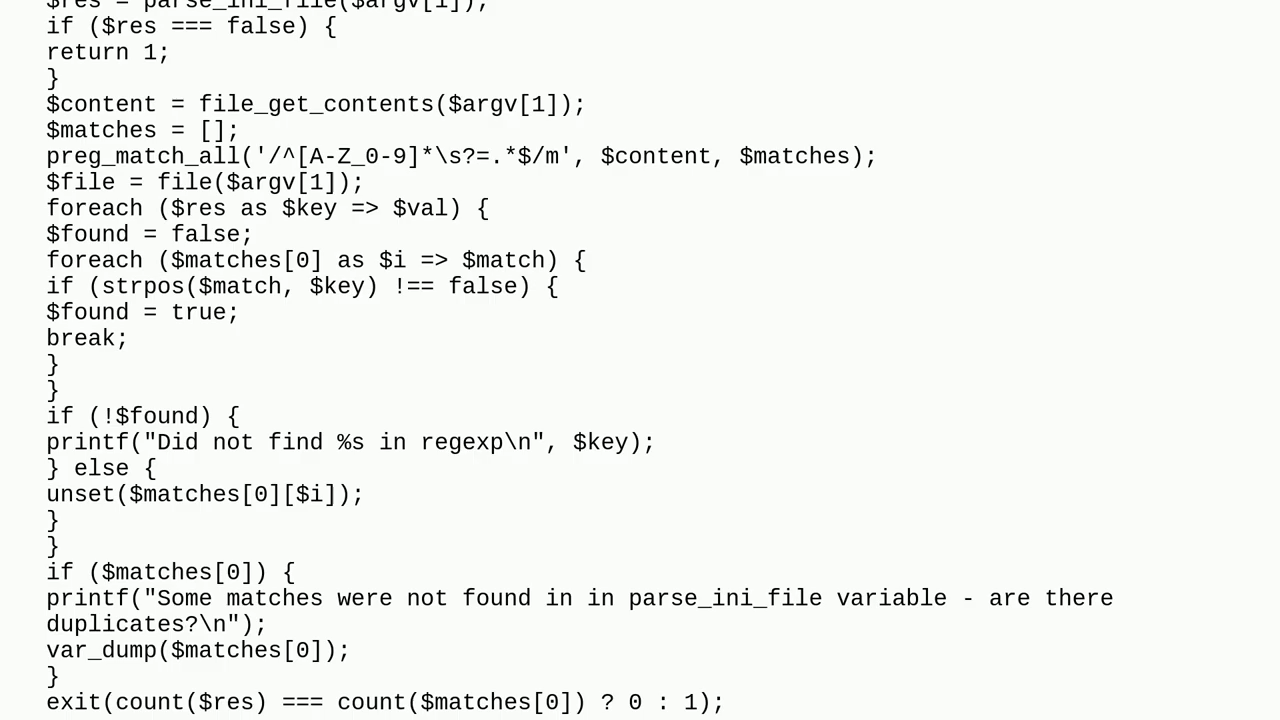 $res = parse_ini_file($argv[1]);
if ($res === false) {
return 1;
}
$content = file_get_contents($argv[1]);
$matches = [];
preg_match_all('/^[A-Z_0-9]*\s?=.*$/m', $content, $matches);
$file = file($argv[1]);
foreach ($res as $key => $val) {
$found = false;
foreach ($matches[0] as $i => $match) {
if (strpos($match, $key) !== false) {
$found = true;
break;
}
}
if (!$found) {
printf("Did not find %s in regexp\n", $key);
} else {
unset($matches[0][$i]);
}
}
if ($matches[0]) {
printf("Some matches were not found in in parse_ini_file variable - are there
duplicates?\n");
var_dump($matches[0]);
}
exit(count($res) === count($matches[0]) ? 0 : 1);